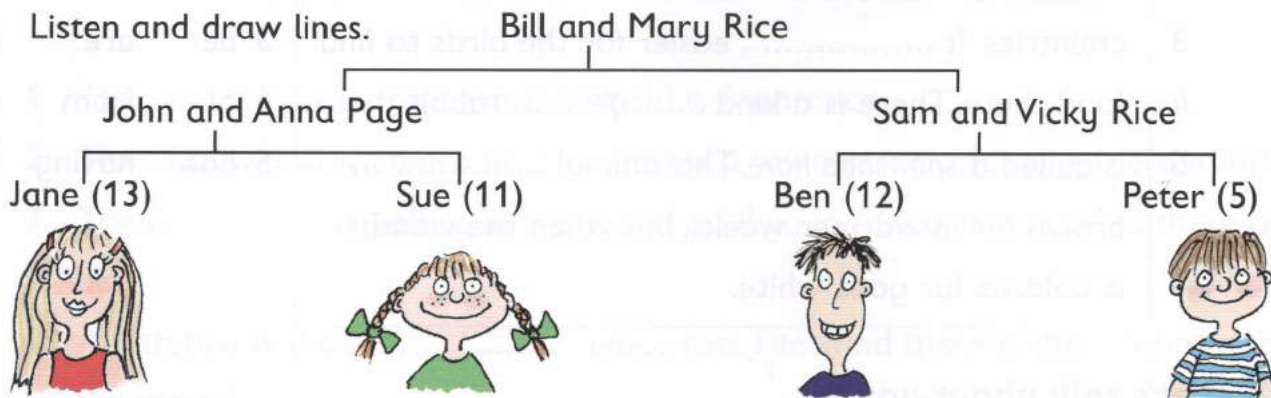 Listen and draw lines.
Bill and Mary Rice
John and Anna Page
Sam and Vicky Rice
Jane (13)
Sue (11)
Ben (12)
Peter (5)